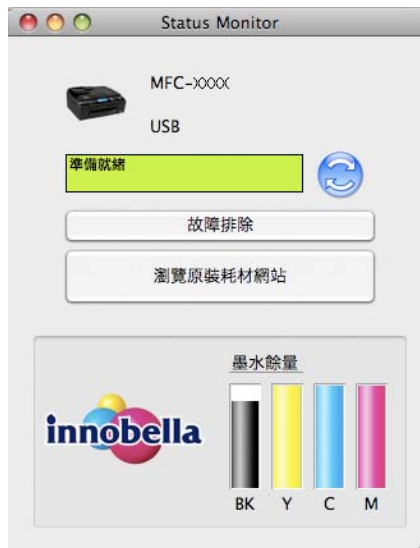 Status Monitor
MFC-XXXX
USB
準備就緒
故障排除
瀏覽原裝耗材網站
墨水餘量
innobella
BK Y C M